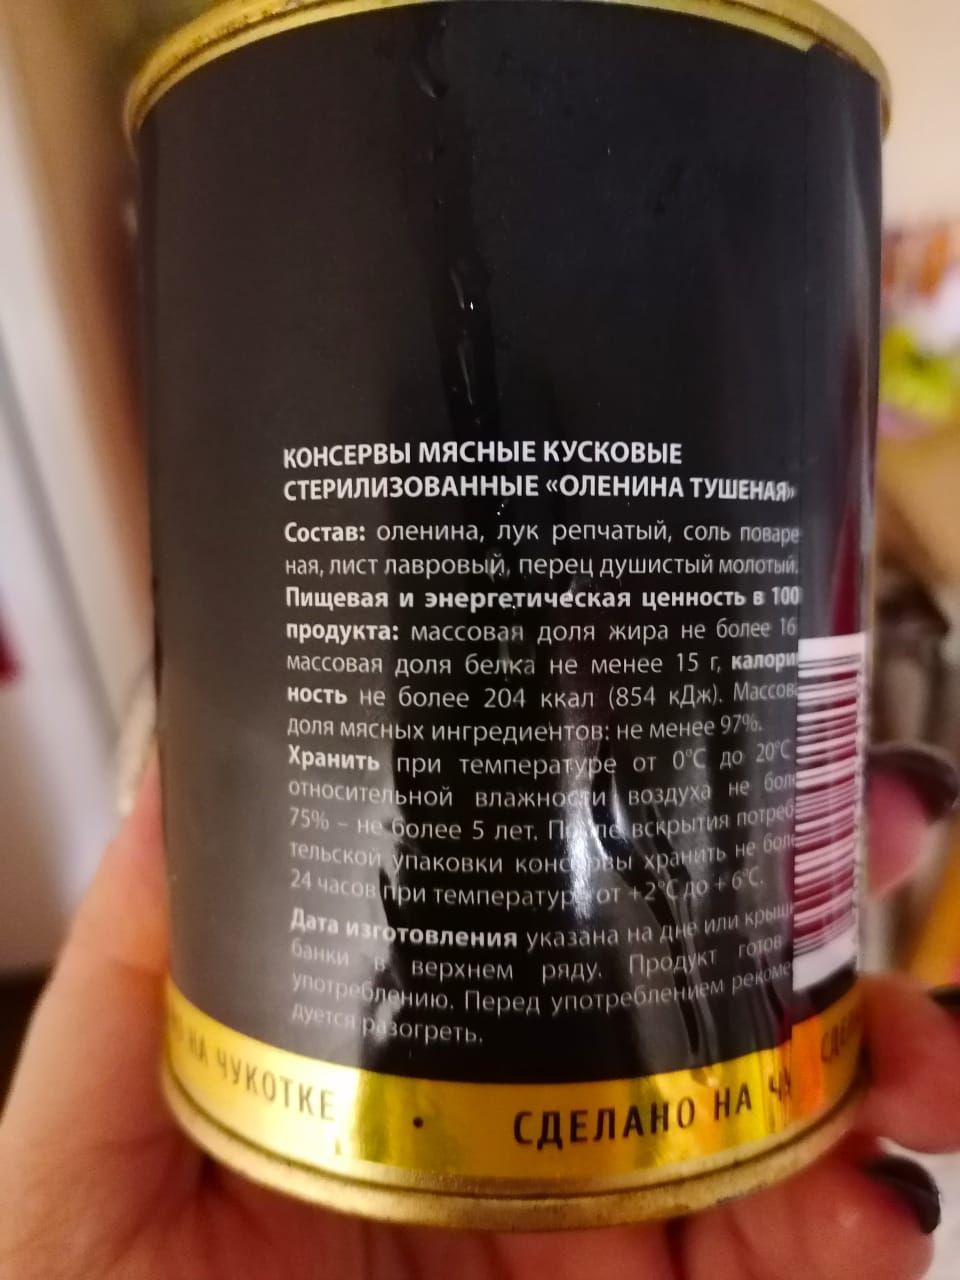 КОНСЕРВЫ МЯСНЫЕ КУСКОВЫЕ
СТЕРИЛИЗОВАННЫЕ «ОЛЕНИНА ТУШЕНАЯ»
Состав: оленина, лук репчатый, соль поваре
ная, лист лавровый, перец душистый молотый.
Пищевая и энергетическая ценность в 100
продукта: массовая доля жира не более 16
массовая доля белка не менее 15 г, калори
ность не более 204 ккал (854 кДж). Массов
доля мясных ингредиентов: не менее 97%.
Хранить при температуре от 0°C до 20°C
относительной влажности воздуха не бол
75% – не более 5 лет. После вскрытия потреб
тельской упаковки консервы хранить не бол
24 часов при температуре от +2°C до + 6°C.
Дата изготовления указана на дне или крыш
банки в верхнем ряду. Продукт готов
употреблению. Перед употреблением рекоме
дуется разогреть.
НА ЧУКОТКЕ • СДЕЛАНО НА ЧУ СДЕЛ